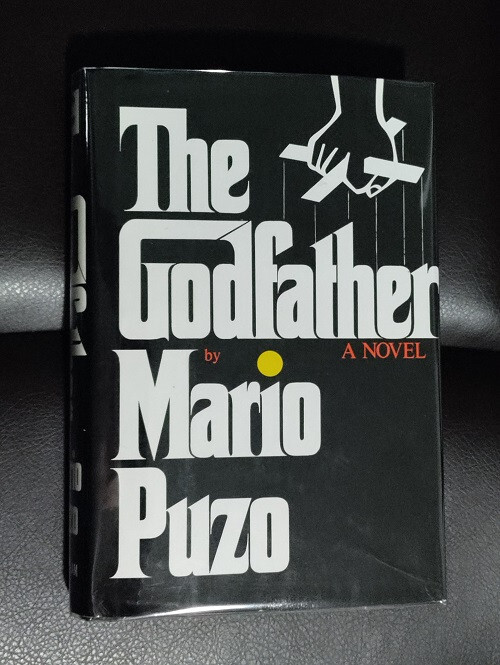 The
Godfather
by
A NOVEL
Mario
Puzo